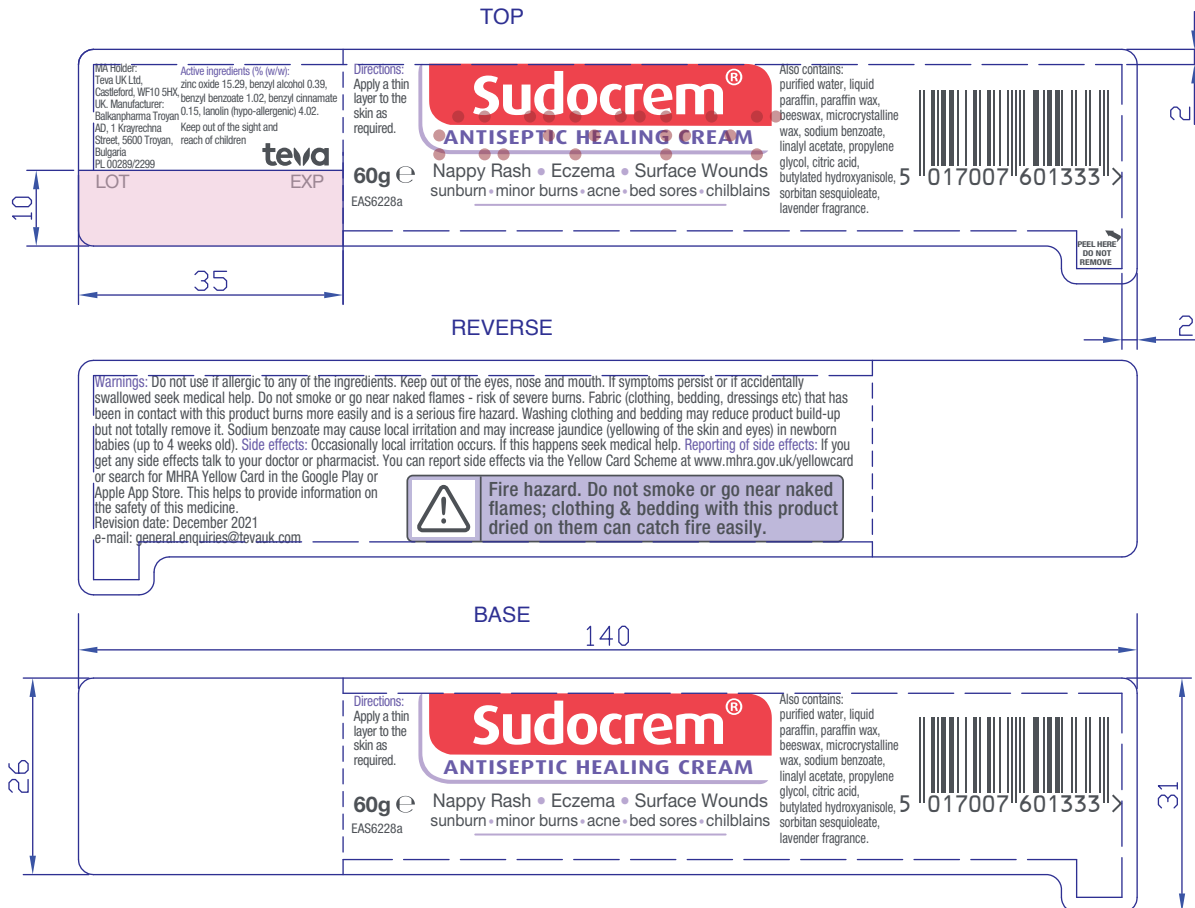 TOP
MA Holder:
Teva UK Ltd,
Castleford, WF10 5HX,
UK. Manufacturer:
Balkanpharma Troyan
AD, 1 Krayrechna
Street, 5600 Troyan,
Bulgaria
PL 00289/2299
Active ingredients (% (w/w):
zinc oxide 15.29, benzyl alcohol 0.39,
benzyl benzoate 1.02, benzyl cinnamate
0.15, lanolin (hypo-allergenic) 4.02.
Keep out of the sight and
reach of children
teva
LOT EXP
Directions:
Apply a thin
layer to the
skin as
required.
60g ℮
EAS6228a
Sudocrem®
ANTISEPTIC HEALING CREAM
Nappy Rash • Eczema • Surface Wounds
sunburn • minor burns • acne • bed sores • chilblains
Also contains:
purified water, liquid
paraffin, paraffin wax,
beeswax, microcrystalline
wax, sodium benzoate,
linalyl acetate, propylene
glycol, citric acid,
butylated hydroxyanisole,
sorbitan sesquioleate,
lavender fragrance.
5 017007 601333 >
PEEL HERE
DO NOT
REMOVE
2
10
35
2
REVERSE
Warnings: Do not use if allergic to any of the ingredients. Keep out of the eyes, nose and mouth. If symptoms persist or if accidentally
swallowed seek medical help. Do not smoke or go near naked flames - risk of severe burns. Fabric (clothing, bedding, dressings etc) that has
been in contact with this product burns more easily and is a serious fire hazard. Washing clothing and bedding may reduce product build-up
but not totally remove it. Sodium benzoate may cause local irritation and may increase jaundice (yellowing of the skin and eyes) in newborn
babies (up to 4 weeks old). Side effects: Occasionally local irritation occurs. If this happens seek medical help. Reporting of side effects: If you
get any side effects talk to your doctor or pharmacist. You can report side effects via the Yellow Card Scheme at www.mhra.gov.uk/yellowcard
or search for MHRA Yellow Card in the Google Play or
Apple App Store. This helps to provide information on
the safety of this medicine.
Revision date: December 2021
e-mail: general.enquiries@tevauk.com
Fire hazard. Do not smoke or go near naked
flames; clothing & bedding with this product
dried on them can catch fire easily.
BASE
140
26
31
Directions:
Apply a thin
layer to the
skin as
required.
60g ℮
EAS6228a
Sudocrem®
ANTISEPTIC HEALING CREAM
Nappy Rash • Eczema • Surface Wounds
sunburn • minor burns • acne • bed sores • chilblains
Also contains:
purified water, liquid
paraffin, paraffin wax,
beeswax, microcrystalline
wax, sodium benzoate,
linalyl acetate, propylene
glycol, citric acid,
butylated hydroxyanisole,
sorbitan sesquioleate,
lavender fragrance.
5 017007 601333 >